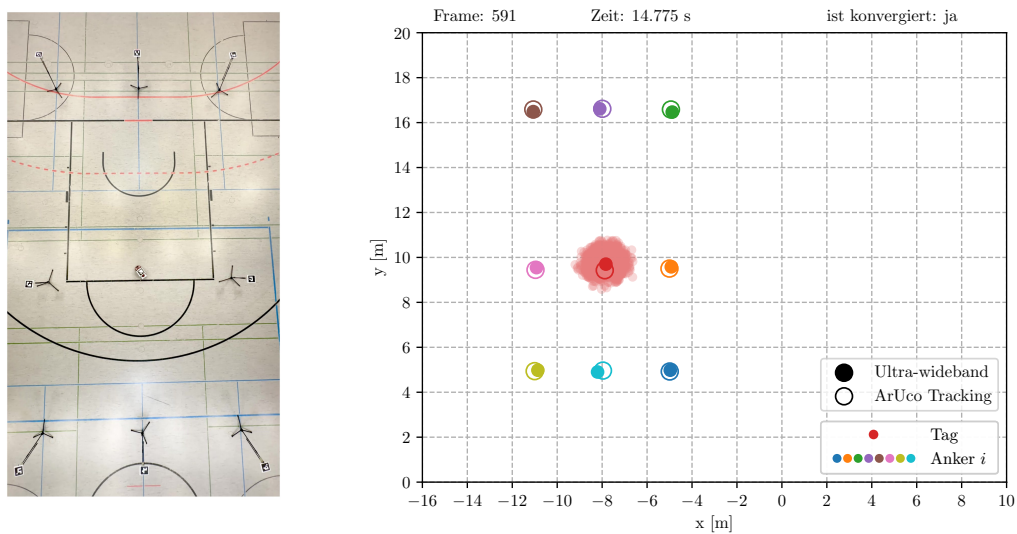 Frame: 591 Zeit: 14.775 s ist konvergiert: ja
20
18
16
14
12
10
8
6
4
2
0
y [m]
Ultra-wideband
ArUco Tracking
Tag
Anker i
−16 −14 −12 −10 −8 −6 −4 −2 0 2 4 6 8 10
x [m]